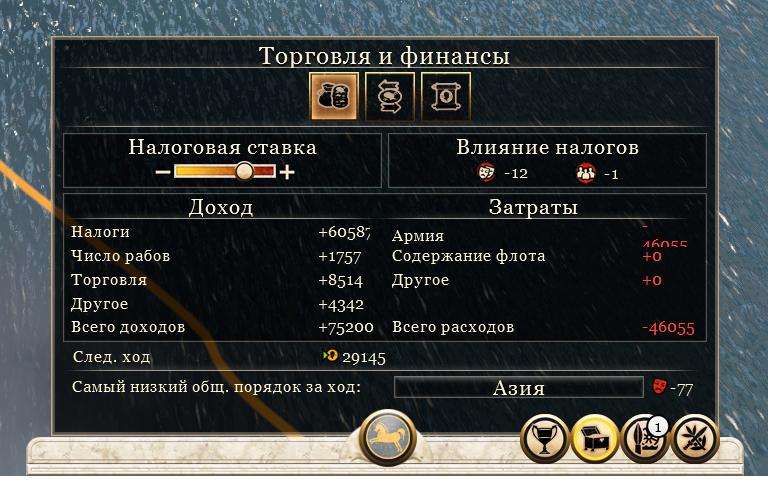 Торговля и финансы
Налоговая ставка
Влияние налогов
-12 -1
Доход
Затраты
Налоги +60587
Армия -46055
Число рабов +1757
Содержание флота +0
Торговля +8514
Другое +0
Другое +4342
Всего доходов +75200
Всего расходов -46055
След. ход 29145
Самый низкий общ. порядок за ход: Азия -77
1